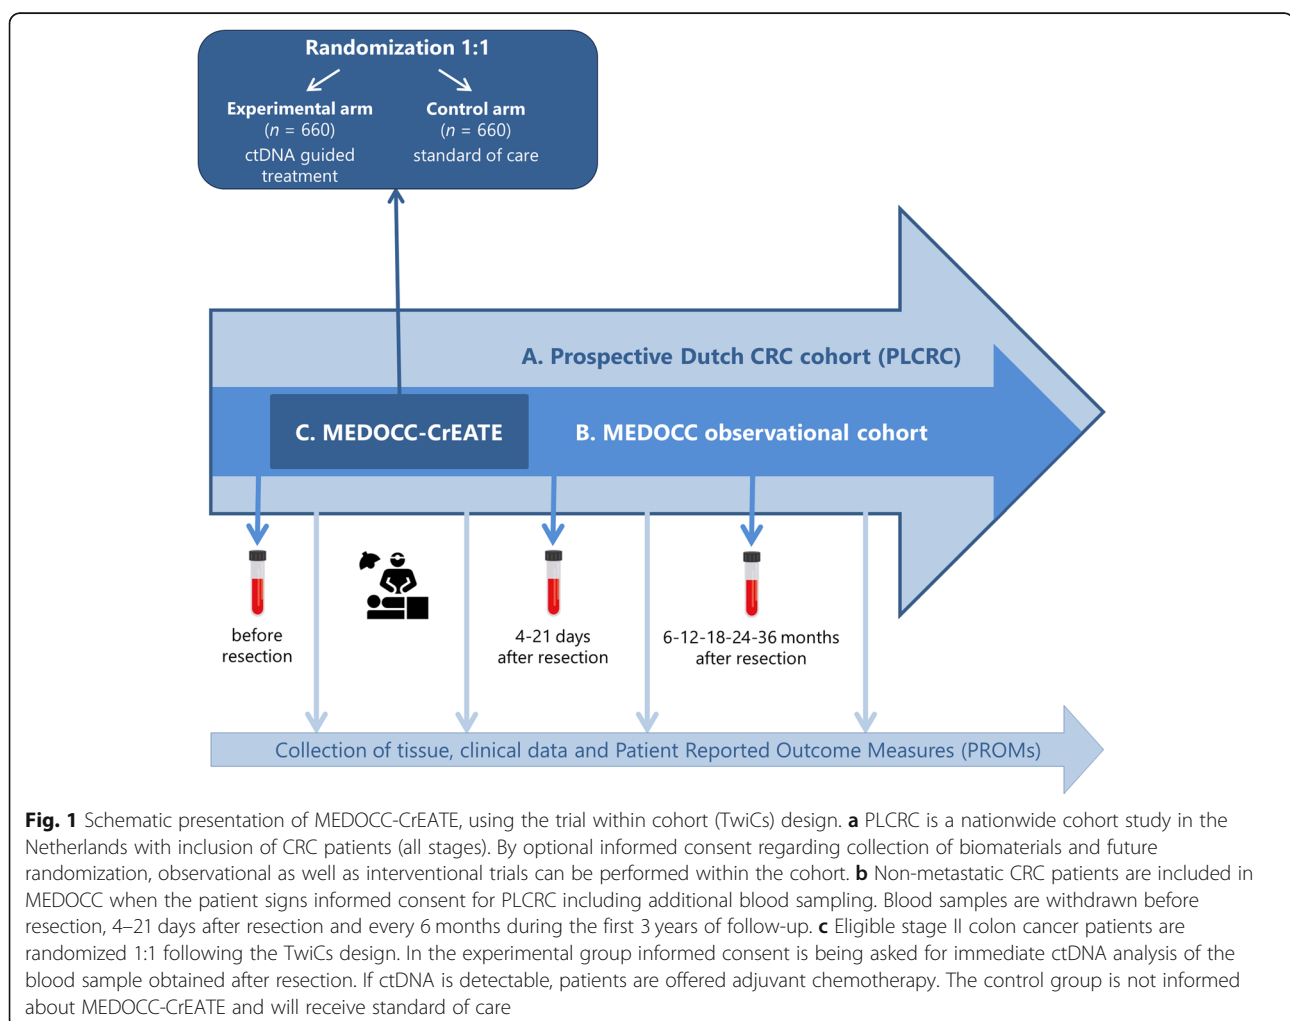 Randomization 1:1
Experimental arm
(n = 660)
ctDNA guided
treatment
Control arm
(n = 660)
standard of care
A. Prospective Dutch CRC cohort (PLCRC)
C. MEDOCC-CrEATE
B. MEDOCC observational cohort
before
resection
4-21 days
after resection
6-12-18-24-36 months
after resection
Collection of tissue, clinical data and Patient Reported Outcome Measures (PROMs)
Fig. 1 Schematic presentation of MEDOCC-CrEATE, using the trial within cohort (TwiCs) design. a PLCRC is a nationwide cohort study in the
Netherlands with inclusion of CRC patients (all stages). By optional informed consent regarding collection of biomaterials and future
randomization, observational as well as interventional trials can be performed within the cohort. b Non-metastatic CRC patients are included in
MEDOCC when the patient signs informed consent for PLCRC including additional blood sampling. Blood samples are withdrawn before
resection, 4–21 days after resection and every 6 months during the first 3 years of follow-up. c Eligible stage II colon cancer patients are
randomized 1:1 following the TwiCs design. In the experimental group informed consent is being asked for immediate ctDNA analysis of the
blood sample obtained after resection. If ctDNA is detectable, patients are offered adjuvant chemotherapy. The control group is not informed
about MEDOCC-CrEATE and will receive standard of care